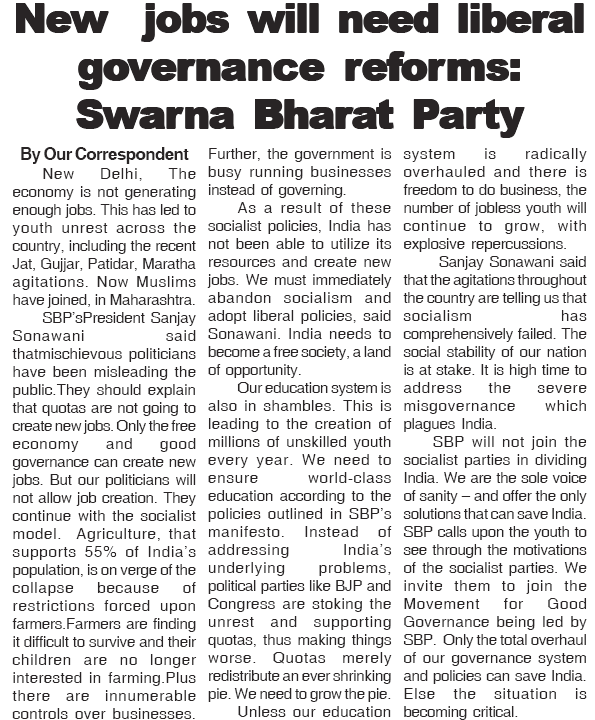 New jobs will need liberal
governance reforms:
Swarna Bharat Party
By Our Correspondent
New Delhi, The
economy is not generating
enough jobs. This has led to
youth unrest across the
country, including the recent
Jat, Gujjar, Patidar, Maratha
agitations. Now Muslims
have joined, in Maharashtra.
SBP'sPresident Sanjay
Sonawani said
thatmischievous politicians
have been misleading the
public.They should explain
that quotas are not going to
create new jobs. Only the free
economy and good
governance can create new
jobs. But our politicians will
not allow job creation. They
continue with the socialist
model. Agriculture, that
supports 55% of India's
population, is on verge of the
collapse because of
restrictions forced upon
farmers.Farmers are finding
it difficult to survive and their
children are no longer
interested in farming.Plus
there are innumerable
controls over businesses.
Further, the government is
busy running businesses
instead of governing.
As a result of these
socialist policies, India has
not been able to utilize its
resources and create new
jobs. We must immediately
abandon socialism and
adopt liberal policies, said
Sonawani. India needs to
become a free society, a land
of opportunity.
Our education system is
also in shambles. This is
leading to the creation of
millions of unskilled youth
every year. We need to
ensure world-class
education according to the
policies outlined in SBP's
manifesto. Instead of
addressing India's
underlying problems,
political parties like BJP and
Congress are stoking the
unrest and supporting
quotas, thus making things
worse. Quotas merely
redistribute an ever shrinking
pie. We need to grow the pie.
Unless our education
system is radically
overhauled and there is
freedom to do business, the
number of jobless youth will
continue to grow, with
explosive repercussions.
Sanjay Sonawani said
that the agitations throughout
the country are telling us that
socialism has
comprehensively failed. The
social stability of our nation
is at stake. It is high time to
address the severe
misgovernance which
plagues India.
SBP will not join the
socialist parties in dividing
India. We are the sole voice
of sanity – and offer the only
solutions that can save India.
SBP calls upon the youth to
see through the motivations
of the socialist parties. We
invite them to join the
Movement for Good
Governance being led by
SBP. Only the total overhaul
of our governance system
and policies can save India.
Else the situation is
becoming critical.